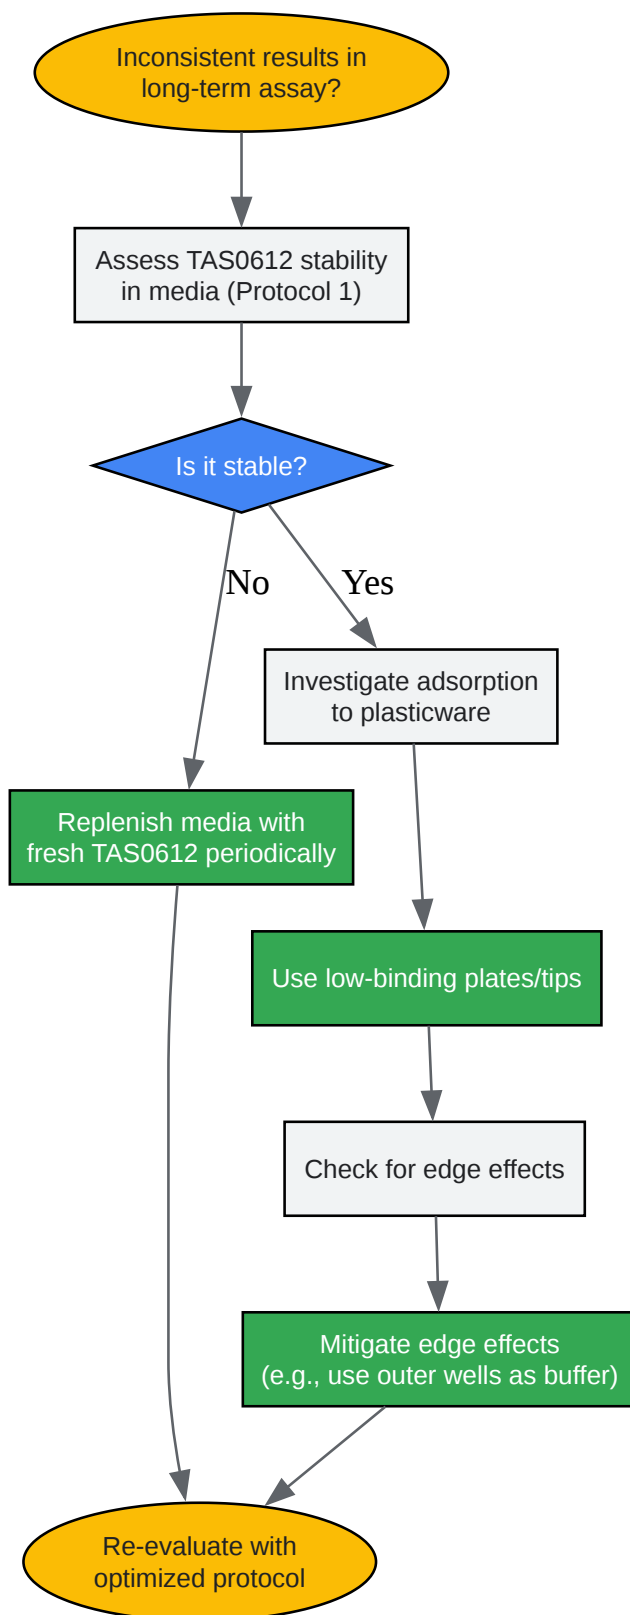 Inconsistent results in
long-term assay?
Assess TAS0612 stability
in media (Protocol 1)
Is it stable?
No
Yes
Investigate adsorption
to plasticware
Replenish media with
fresh TAS0612 periodically
Use low-binding plates/tips
Check for edge effects
Mitigate edge effects
(e.g., use outer wells as buffer)
Re-evaluate with
optimized protocol